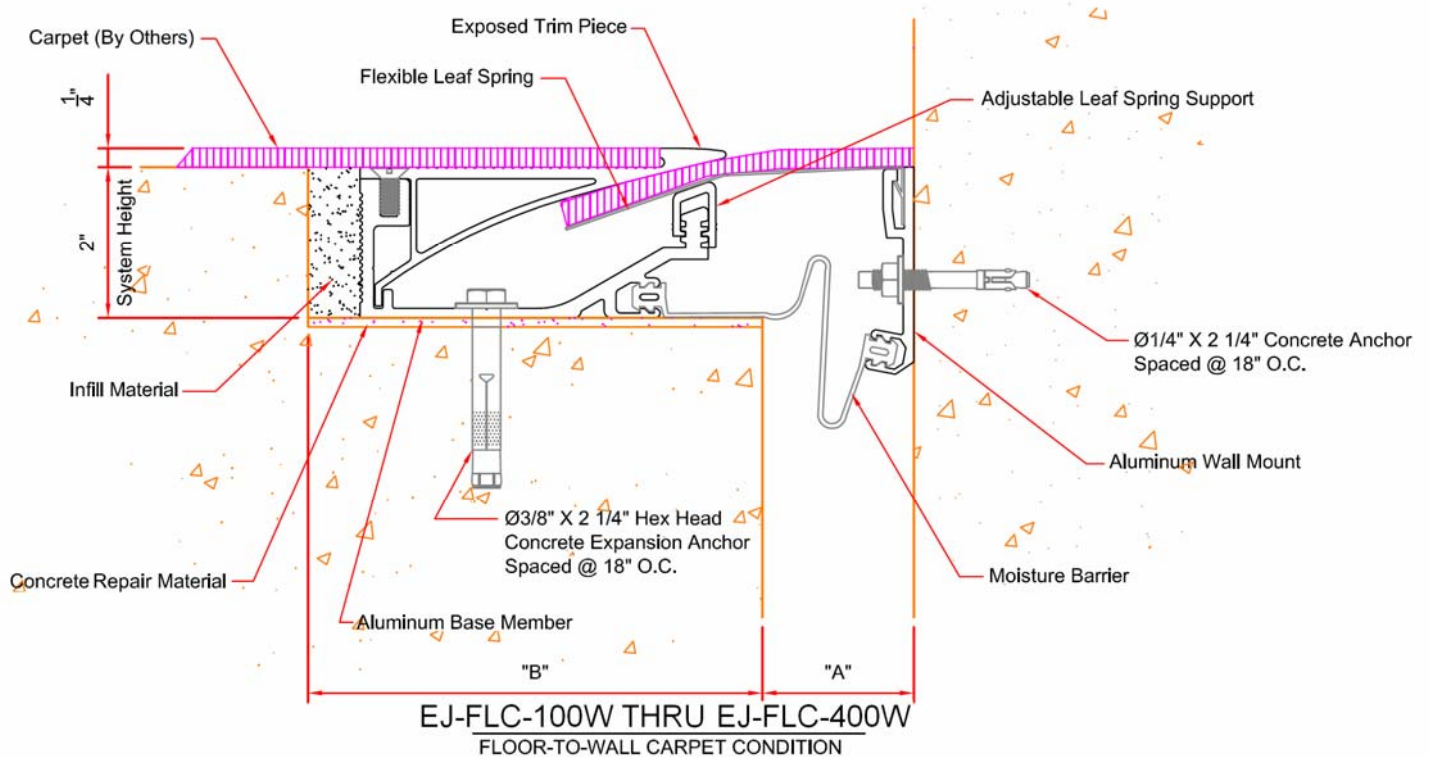 Exposed Trim Piece
Carpet (By Others)
Flexible Leaf Spring
Adjustable Leaf Spring Support
1/4"
2"
System Height
Ø1/4" X 2 1/4" Concrete Anchor
Spaced @ 18" O.C.
Infill Material
Aluminum Wall Mount
Ø3/8" X 2 1/4" Hex Head
Concrete Expansion Anchor
Spaced @ 18" O.C.
Concrete Repair Material
Moisture Barrier
Aluminum Base Member
"B"
"A"
EJ-FLC-100W THRU EJ-FLC-400W
FLOOR-TO-WALL CARPET CONDITION